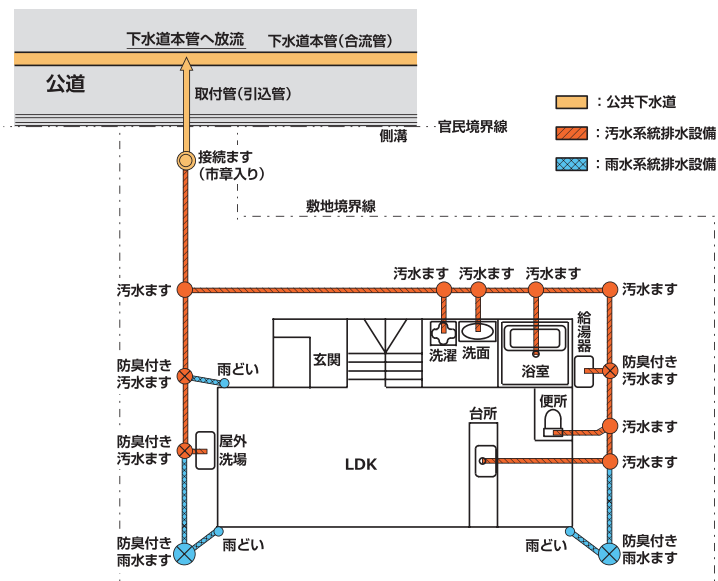 下水道本管へ放流
下水道本管(合流管)
公道
取付管(引込管)
：公共下水道
官民境界線
：汚水系統排水設備
側溝
接続ます
(市章入り)
：雨水系統排水設備
敷地境界線
汚水ます
汚水ます
汚水ます
汚水ます
汚水ます
給湯器
玄関
洗濯
洗面
浴室
防臭付き
汚水ます
雨どい
防臭付き
汚水ます
便所
台所
汚水ます
防臭付き
汚水ます
屋外
洗場
LDK
汚水ます
防臭付き
雨水ます
雨どい
雨どい
防臭付き
雨水ます